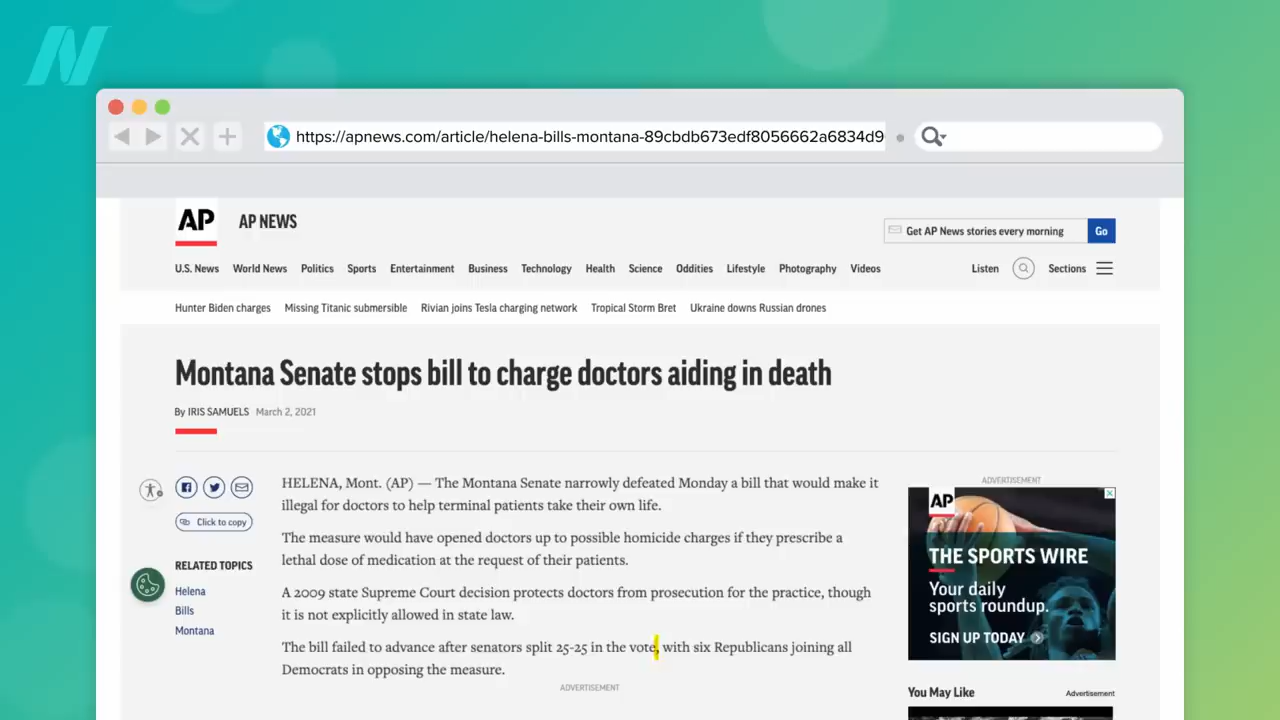 https://apnews.com/article/helena-bills-montana-89cbdb673edf8056662a6834d9
AP
AP NEWS
Get AP News stories every morning
Go
U.S. News World News Politics Sports Entertainment Business Technology Health Science Oddities Lifestyle Photography Videos
Listen
Sections
Hunter Biden charges Missing Titanic submersible Rivian joins Tesla charging network Tropical Storm Bret Ukraine downs Russian drones
Montana Senate stops bill to charge doctors aiding in death
By IRIS SAMUELS March 2, 2021
Click to copy
RELATED TOPICS
Helena
Bills
Montana
HELENA, Mont. (AP) — The Montana Senate narrowly defeated Monday a bill that would make it
illegal for doctors to help terminal patients take their own life.
The measure would have opened doctors up to possible homicide charges if they prescribe a
lethal dose of medication at the request of their patients.
A 2009 state Supreme Court decision protects doctors from prosecution for the practice, though
it is not explicitly allowed in state law.
The bill failed to advance after senators split 25-25 in the vote, with six Republicans joining all
Democrats in opposing the measure.
ADVERTISEMENT
ADVERTISEMENT
AP
THE SPORTS WIRE
Your daily
sports roundup.
SIGN UP TODAY
You May Like
Advertisement